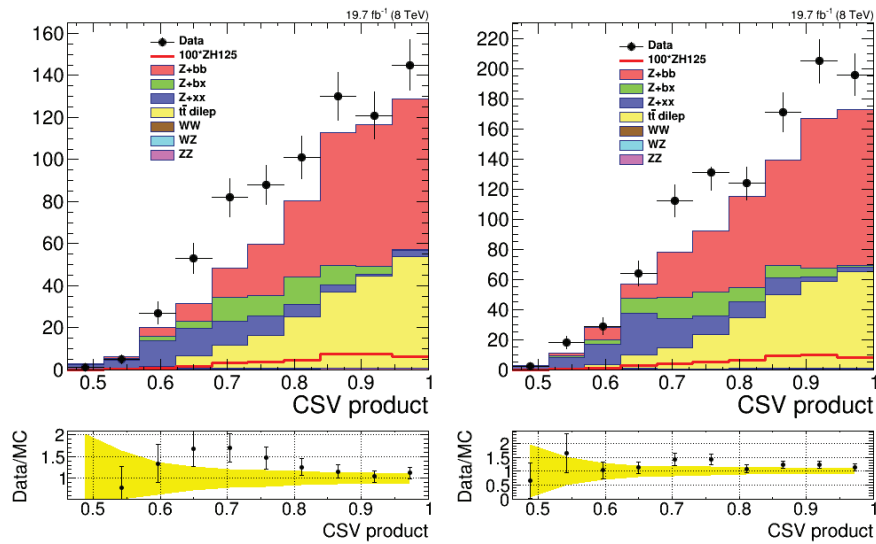 19.7 fb-1 (8 TeV)
160
140
120
100
80
60
40
20
0
Data
100*ZH125
Z+bb
Z+bx
Z+xx
tt̄ dilep
WW
WZ
ZZ
0.5 0.6 0.7 0.8 0.9 1
CSV product
Data/MC
2
1.5
1
0.5 0.6 0.7 0.8 0.9 1
CSV product
19.7 fb-1 (8 TeV)
220
200
180
160
140
120
100
80
60
40
20
0
Data
100*ZH125
Z+bb
Z+bx
Z+xx
tt̄ dilep
WW
WZ
ZZ
0.5 0.6 0.7 0.8 0.9 1
CSV product
Data/MC
2
1.5
1
0.5
0
0.5 0.6 0.7 0.8 0.9 1
CSV product